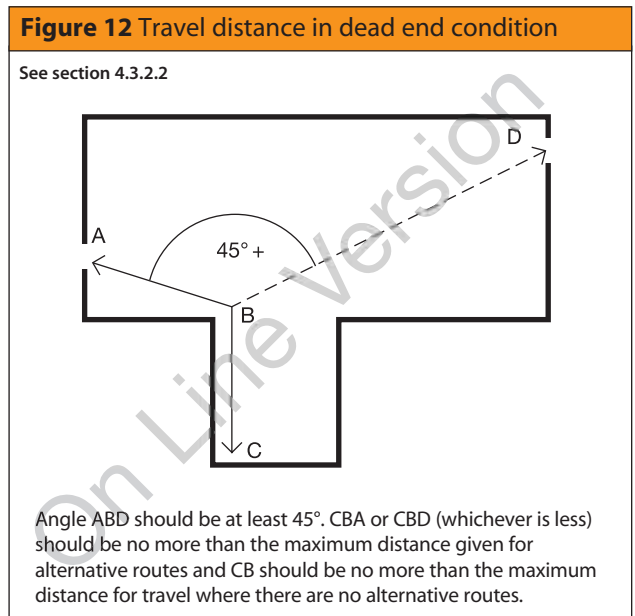 Figure 12 Travel distance in dead end condition
See section 4.3.2.2
D
A
45° +
B
C
On Line Version
Angle ABD should be at least 45°. CBA or CBD (whichever is less)
should be no more than the maximum distance given for
alternative routes and CB should be no more than the maximum
distance for travel where there are no alternative routes.